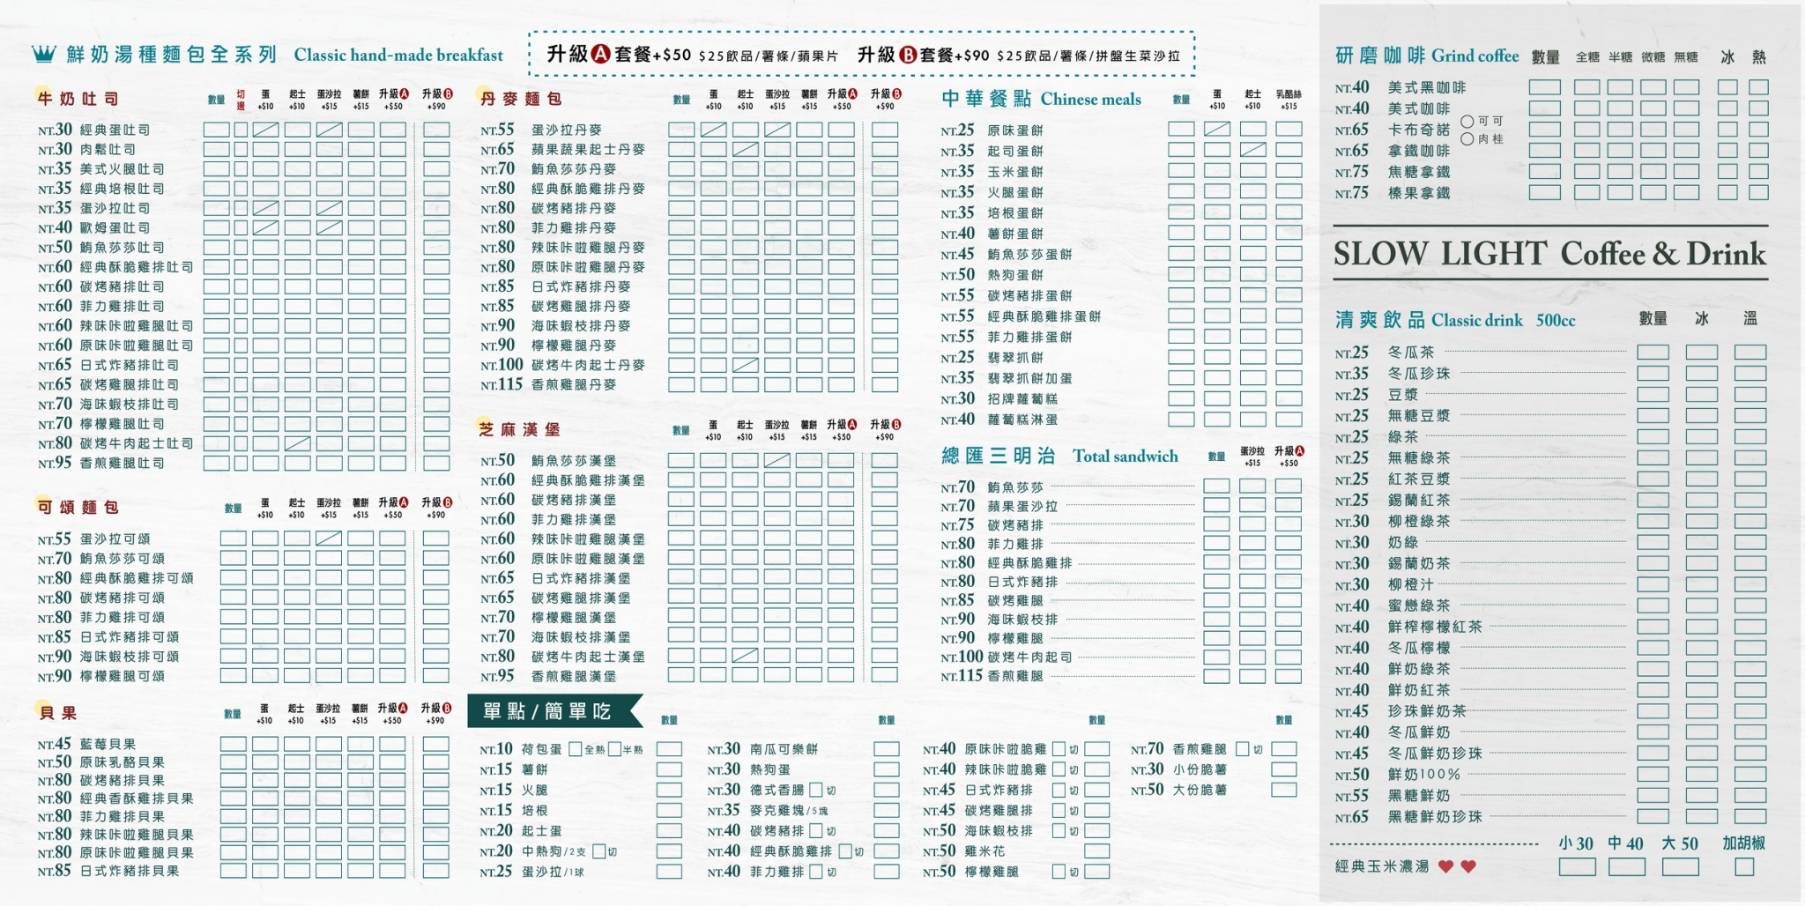 鮮奶湯種麵包全系列 Classic hand-made breakfast
升級A套餐+$50 $25飲品/薯條/蘋果片 升級B套餐+$90 $25飲品/薯條/拼盤生菜沙拉
牛奶吐司 數量 切邊 蛋+$10 起士+$10 蛋沙拉+$15 薯餅+$15 升級A+$50 升級B+$90
NT.30 經典蛋吐司
NT.30 肉鬆吐司
NT.35 美式火腿吐司
NT.35 經典培根吐司
NT.35 蛋沙拉吐司
NT.40 歐姆蛋吐司
NT.50 鮪魚莎莎吐司
NT.60 經典酥脆雞排吐司
NT.60 碳烤豬排吐司
NT.60 菲力雞排吐司
NT.60 辣味咔啦雞腿吐司
NT.60 原味咔啦雞腿吐司
NT.65 日式炸豬排吐司
NT.65 碳烤雞腿排吐司
NT.70 海味蝦枝排吐司
NT.70 檸檬雞腿吐司
NT.80 碳烤牛肉起士吐司
NT.95 香煎雞腿吐司
可頌麵包 數量 蛋+$10 起士+$10 蛋沙拉+$15 薯餅+$15 升級A+$50 升級B+$90
NT.55 蛋沙拉可頌
NT.70 鮪魚莎莎可頌
NT.80 經典酥脆雞排可頌
NT.80 碳烤豬排可頌
NT.80 菲力雞排可頌
NT.85 日式炸豬排可頌
NT.90 海味蝦枝排可頌
NT.90 檸檬雞腿可頌
貝果 數量 蛋+$10 起士+$10 蛋沙拉+$15 薯餅+$15 升級A+$50 升級B+$90
NT.45 藍莓貝果
NT.50 原味乳酪貝果
NT.80 碳烤豬排貝果
NT.80 經典香酥雞排貝果
NT.80 菲力雞排貝果
NT.80 辣味咔啦雞腿貝果
NT.80 原味咔啦雞腿貝果
NT.85 日式炸豬排貝果
丹麥麵包 數量 蛋+$10 起士+$10 蛋沙拉+$15 薯餅+$15 升級A+$50 升級B+$90
NT.55 蛋沙拉丹麥
NT.65 蘋果蔬果起士丹麥
NT.70 鮪魚莎莎丹麥
NT.80 經典酥脆雞排丹麥
NT.80 碳烤豬排丹麥
NT.80 菲力雞排丹麥
NT.80 辣味咔啦雞腿丹麥
NT.80 原味咔啦雞腿丹麥
NT.85 日式炸豬排丹麥
NT.85 碳烤雞腿排丹麥
NT.90 海味蝦枝排丹麥
NT.90 檸檬雞腿丹麥
NT.100 碳烤牛肉起士丹麥
NT.115 香煎雞腿丹麥
芝麻漢堡 數量 蛋+$10 起士+$10 蛋沙拉+$15 薯餅+$15 升級A+$50 升級B+$90
NT.50 鮪魚莎莎漢堡
NT.60 經典酥脆雞排漢堡
NT.60 碳烤豬排漢堡
NT.60 菲力雞排漢堡
NT.60 辣味咔啦雞腿漢堡
NT.60 原味咔啦雞腿漢堡
NT.65 日式炸豬排漢堡
NT.65 碳烤雞腿排漢堡
NT.70 檸檬雞腿漢堡
NT.70 海味蝦枝排漢堡
NT.80 碳烤牛肉起士漢堡
NT.95 香煎雞腿漢堡
單點/簡單吃 數量 數量 數量 數量
NT.10 荷包蛋 全熟 半熟
NT.15 薯餅
NT.15 火腿
NT.15 培根
NT.20 起士蛋
NT.20 中熱狗/2支 切
NT.25 蛋沙拉/1球
NT.30 南瓜可樂餅
NT.30 熱狗蛋
NT.30 德式香腸 切
NT.35 麥克雞塊/5塊
NT.40 碳烤豬排 切
NT.40 經典酥脆雞排 切
NT.40 菲力雞排 切
NT.40 原味咔啦脆雞 切
NT.40 辣味咔啦脆雞 切
NT.45 日式炸豬排 切
NT.45 碳烤雞腿排 切
NT.50 海味蝦枝排 切
NT.50 雞米花
NT.50 檸檬雞腿 切
NT.70 香煎雞腿 切
NT.30 小份脆薯
NT.50 大份脆薯
中華餐點 Chinese meals 數量 蛋+$10 起士+$10 乳酪絲+$15
NT.25 原味蛋餅
NT.35 起司蛋餅
NT.35 玉米蛋餅
NT.35 火腿蛋餅
NT.35 培根蛋餅
NT.40 薯餅蛋餅
NT.45 鮪魚莎莎蛋餅
NT.50 熱狗蛋餅
NT.55 碳烤豬排蛋餅
NT.55 經典酥脆雞排蛋餅
NT.55 菲力雞排蛋餅
NT.25 翡翠抓餅
NT.35 翡翠抓餅加蛋
NT.30 招牌蘿蔔糕
NT.40 蘿蔔糕淋蛋
總匯三明治 Total sandwich 數量 蛋沙拉+$15 升級A+$50
NT.70 鮪魚莎莎
NT.70 蘋果蛋沙拉
NT.75 碳烤豬排
NT.80 菲力雞排
NT.80 經典酥脆雞排
NT.80 日式炸豬排
NT.85 碳烤雞腿
NT.90 海味蝦枝排
NT.90 檸檬雞腿
NT.100 碳烤牛肉起司
NT.115 香煎雞腿
研磨咖啡 Grind coffee 數量 全糖 半糖 微糖 無糖 冰 熱
NT.40 美式黑咖啡
NT.40 美式咖啡
NT.65 卡布奇諾 可可 肉桂
NT.65 拿鐵咖啡
NT.75 焦糖拿鐵
NT.75 榛果拿鐵
SLOW LIGHT Coffee & Drink
清爽飲品 Classic drink 500cc 數量 冰 溫
NT.25 冬瓜茶
NT.35 冬瓜珍珠
NT.25 豆漿
NT.25 無糖豆漿
NT.25 綠茶
NT.25 無糖綠茶
NT.25 紅茶豆漿
NT.25 錫蘭紅茶
NT.30 柳橙綠茶
NT.30 奶綠
NT.30 錫蘭奶茶
NT.30 柳橙汁
NT.40 蜜戀綠茶
NT.40 鮮榨檸檬紅茶
NT.40 冬瓜檸檬
NT.40 鮮奶綠茶
NT.40 鮮奶紅茶
NT.45 珍珠鮮奶茶
NT.40 冬瓜鮮奶
NT.45 冬瓜鮮奶珍珠
NT.50 鮮奶100%
NT.55 黑糖鮮奶
NT.65 黑糖鮮奶珍珠
小30 中40 大50 加胡椒
經典玉米濃湯